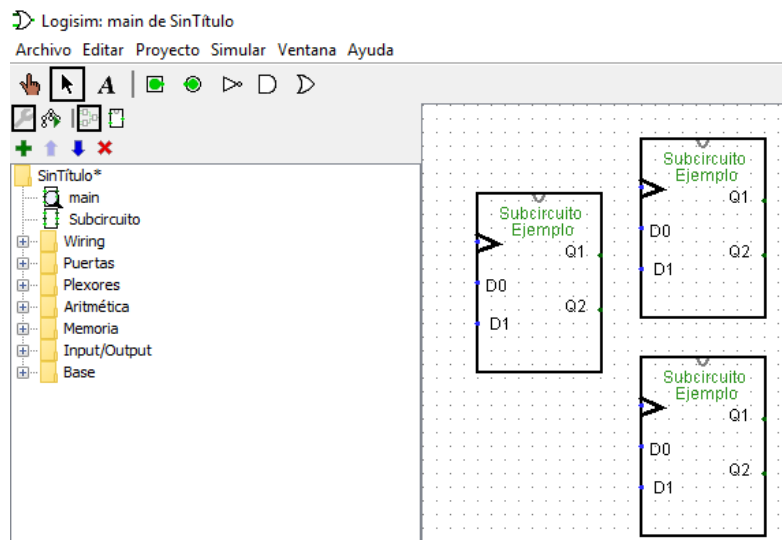 Logisim: main de SinTítulo
Archivo Editar Proyecto Simular Ventana Ayuda
A
SinTítulo*
main
Subcircuito
Wiring
Puertas
Plexores
Aritmética
Memoria
Input/Output
Base
Subcircuito
Ejemplo
Q1
D0
Q2
D1
Subcircuito
Ejemplo
Q1
D0
Q2
D1
Subcircuito
Ejemplo
Q1
D0
Q2
D1